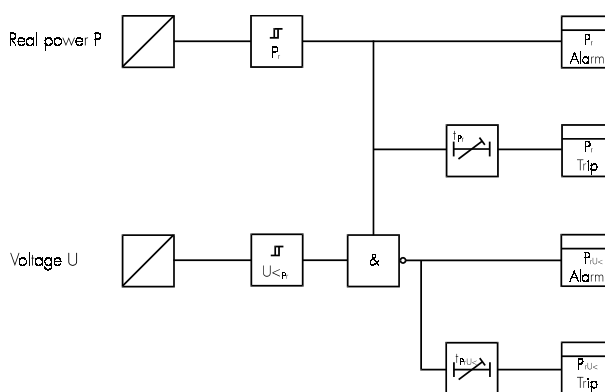 Real power P
Pr
Pr
Alarm
tPr
Pr
Trip
Voltage U
U<Pr
&
PrU<
Alarm
tPrU<
PrU<
Trip